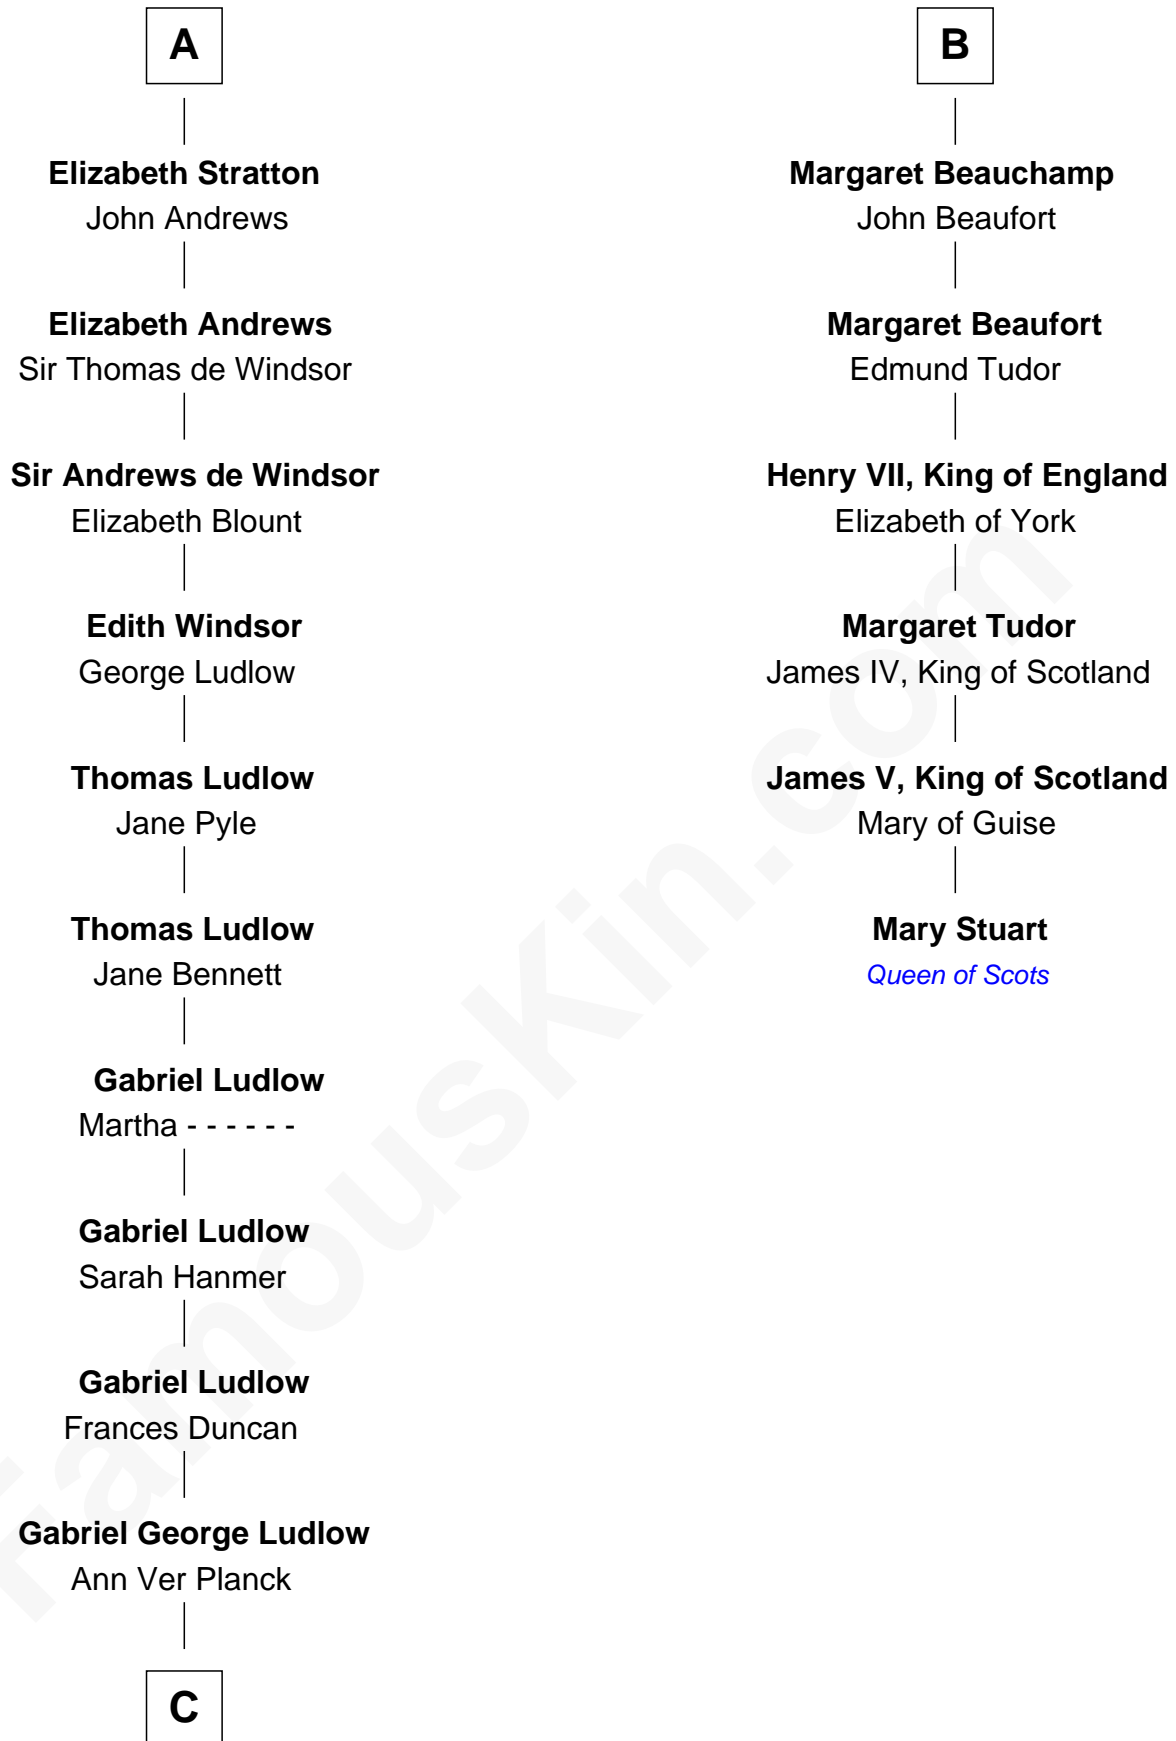 A
Elizabeth Stratton
John Andrews
Elizabeth Andrews
Sir Thomas de Windsor
Sir Andrews de Windsor
Elizabeth Blount
Edith Windsor
George Ludlow
Thomas Ludlow
Jane Pyle
Thomas Ludlow
Jane Bennett
Gabriel Ludlow
Martha - - - - - -
Gabriel Ludlow
Sarah Hanmer
Gabriel Ludlow
Frances Duncan
Gabriel George Ludlow
Ann Ver Planck
C
B
Margaret Beauchamp
John Beaufort
Margaret Beaufort
Edmund Tudor
Henry VII, King of England
Elizabeth of York
Margaret Tudor
James IV, King of Scotland
James V, King of Scotland
Mary of Guise
Mary Stuart
Queen of Scots
FamousKin.com